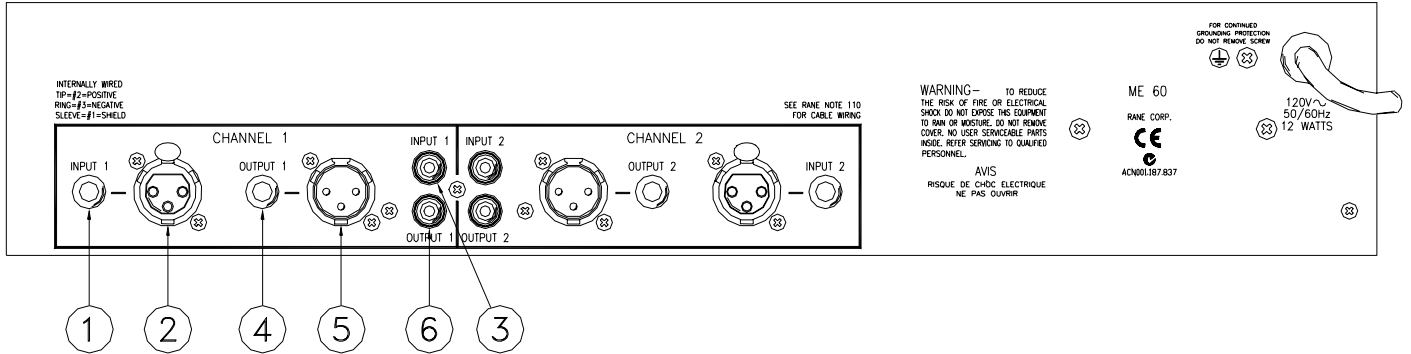 FOR CONTINUED
GROUNDING PROTECTION
DO NOT REMOVE SCREW
INTERNALLY WIRED
TIP=#2=POSITIVE
RING=#3=NEGATIVE
SLEEVE=#1=SHIELD
SEE RANE NOTE 110
FOR CABLE WIRING
WARNING- TO REDUCE
THE RISK OF FIRE OR ELECTRICAL
SHOCK DO NOT EXPOSE THIS EQUIPMENT
TO RAIN OR MOISTURE. DO NOT REMOVE
COVER. NO USER SERVICEABLE PARTS
INSIDE. REFER SERVICING TO QUALIFIED
PERSONNEL.
AVIS
RISQUE DE CHOC ELECTRIQUE
NE PAS OUVRIR
ME 60
RANE CORP.
CE
ACN001.187.837
120V~
50/60Hz
12 WATTS
CHANNEL 1
INPUT 1
OUTPUT 1
INPUT 1
OUTPUT 1
CHANNEL 2
INPUT 2
OUTPUT 2
OUTPUT 2
INPUT 2
1
2
4
5
6
3